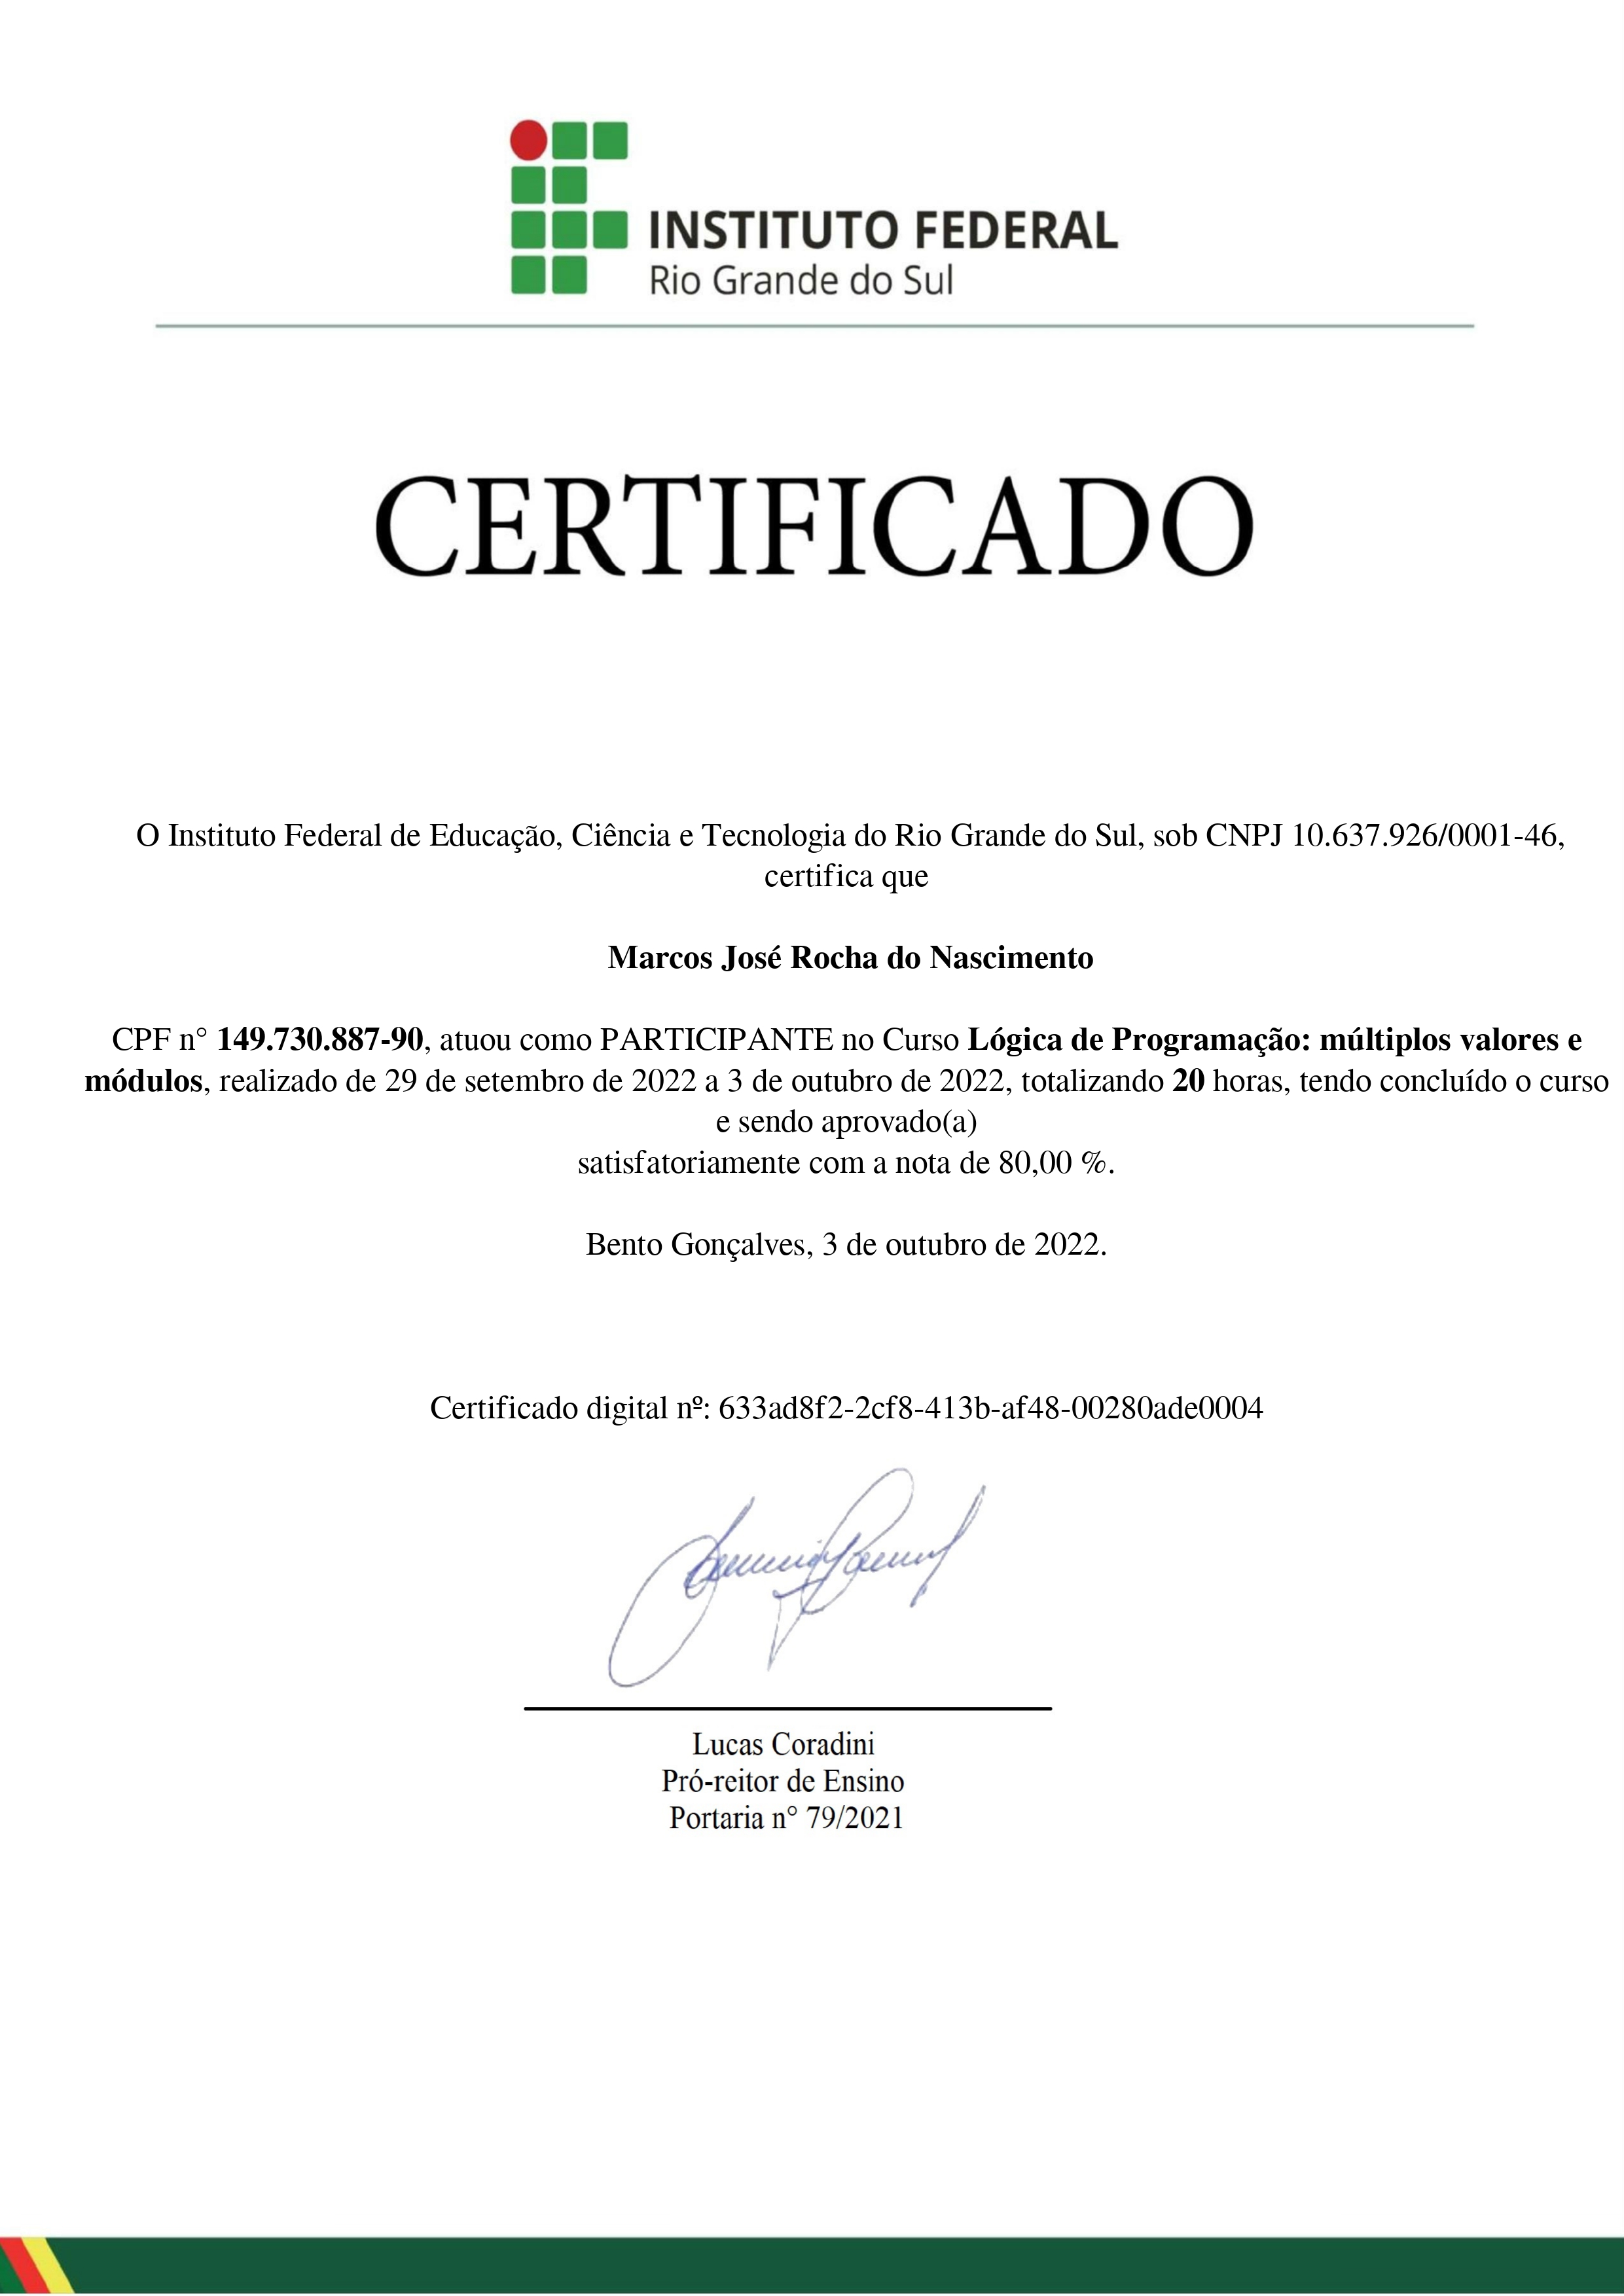 INSTITUTO FEDERAL
Rio Grande do Sul
CERTIFICADO
O Instituto Federal de Educação, Ciência e Tecnologia do Rio Grande do Sul, sob CNPJ 10.637.926/0001-46,
certifica que
Marcos José Rocha do Nascimento
CPF n° 149.730.887-90, atuou como PARTICIPANTE no Curso Lógica de Programação: múltiplos valores e
módulos, realizado de 29 de setembro de 2022 a 3 de outubro de 2022, totalizando 20 horas, tendo concluído o curso
e sendo aprovado(a)
satisfatoriamente com a nota de 80,00 %.
Bento Gonçalves, 3 de outubro de 2022.
Certificado digital nº: 633ad8f2-2cf8-413b-af48-00280ade0004
Lucas Coradini
Pró-reitor de Ensino
Portaria n° 79/2021